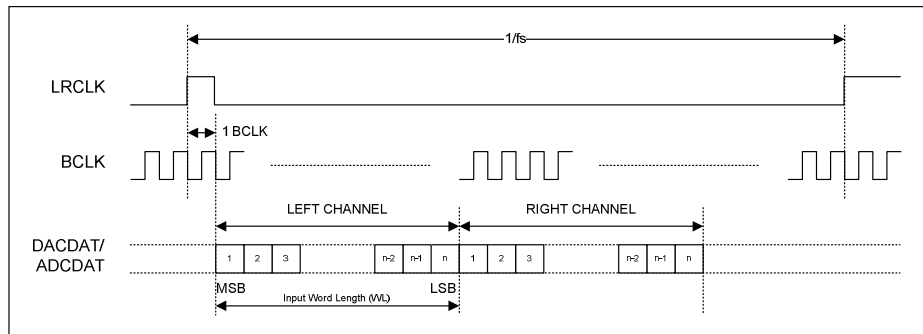 1/fs
LRCLK
1 BCLK
BCLK
LEFT CHANNEL
RIGHT CHANNEL
DACDAT/
ADCDAT
1 2 3 n-2 n-1 n 1 2 3 n-2 n-1 n
MSB LSB
Input Word Length (WL)